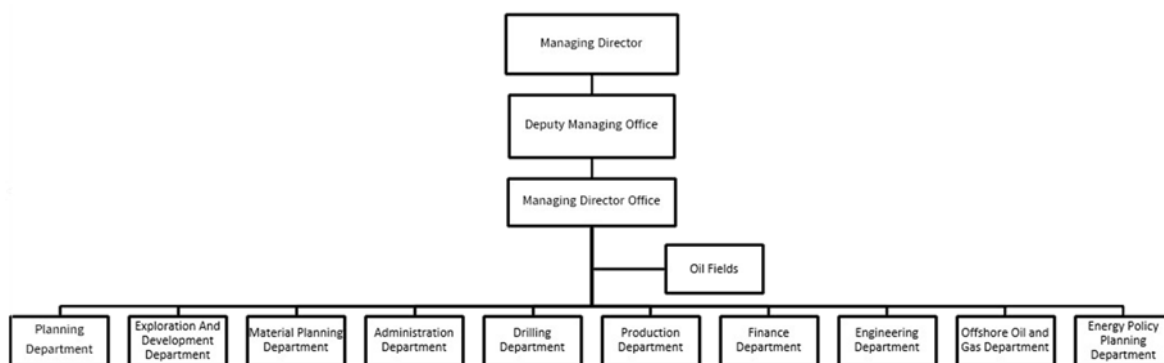 Managing Director
Deputy Managing Office
Managing Director Office
Oil Fields
Planning
Department
Exploration And
Development
Department
Material Planning
Department
Administration
Department
Drilling
Department
Production
Department
Finance
Department
Engineering
Department
Offshore Oil and
Gas Department
Energy Policy
Planning
Department